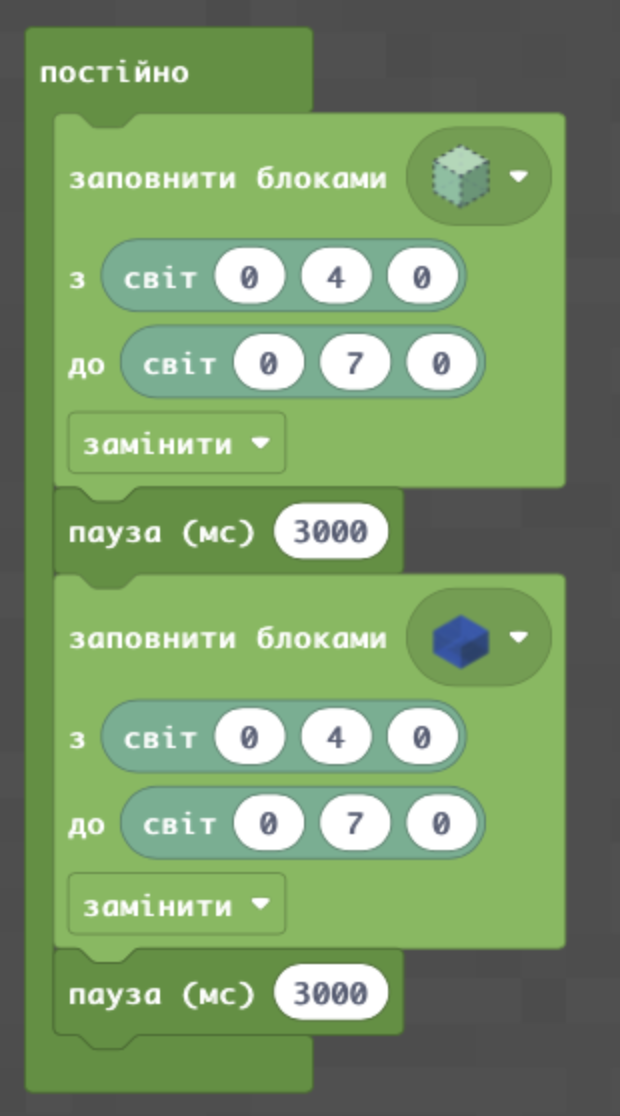 постійно
заповнити блоками
з світ 0 4 0
до світ 0 7 0
замінити
пауза (мс) 3000
заповнити блоками
з світ 0 4 0
до світ 0 7 0
замінити
пауза (мс) 3000